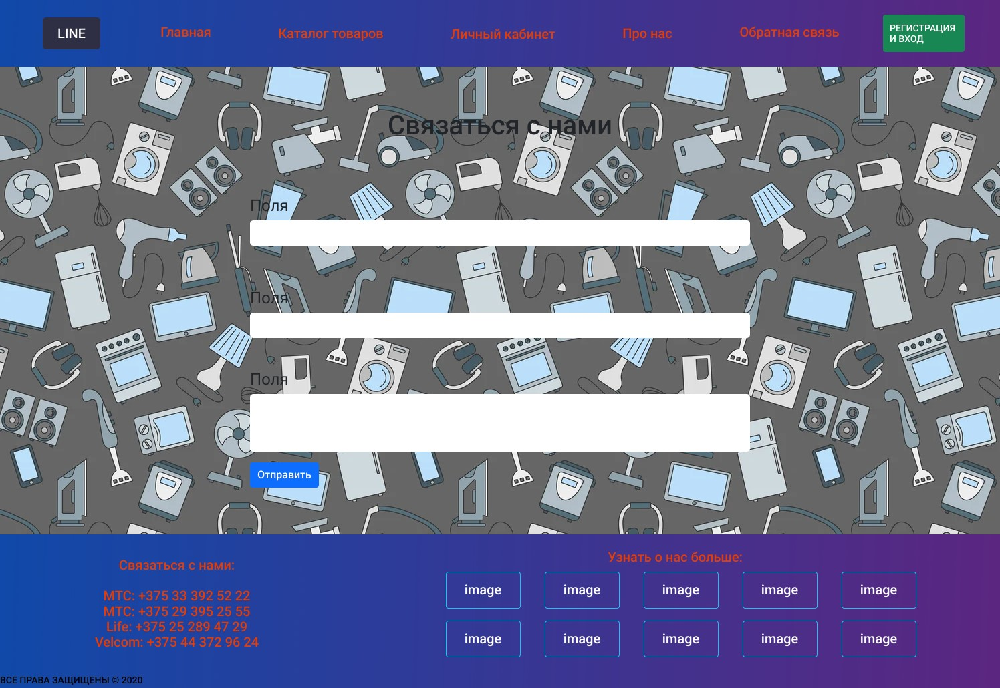 LINE
Главная
Каталог товаров
Личный кабинет
Про нас
Обратная связь
РЕГИСТРАЦИЯ
И ВХОД
Связаться с нами
Поля
Поля
Поля
Отправить
Связаться с нами:
МТС: +375 33 392 52 22
МТС: +375 29 395 25 55
Life: +375 25 289 47 29
Velcom: +375 44 372 96 24
Узнать о нас больше:
image
image
image
image
image
image
image
image
image
image
ВСЕ ПРАВА ЗАЩИЩЕНЫ © 2020